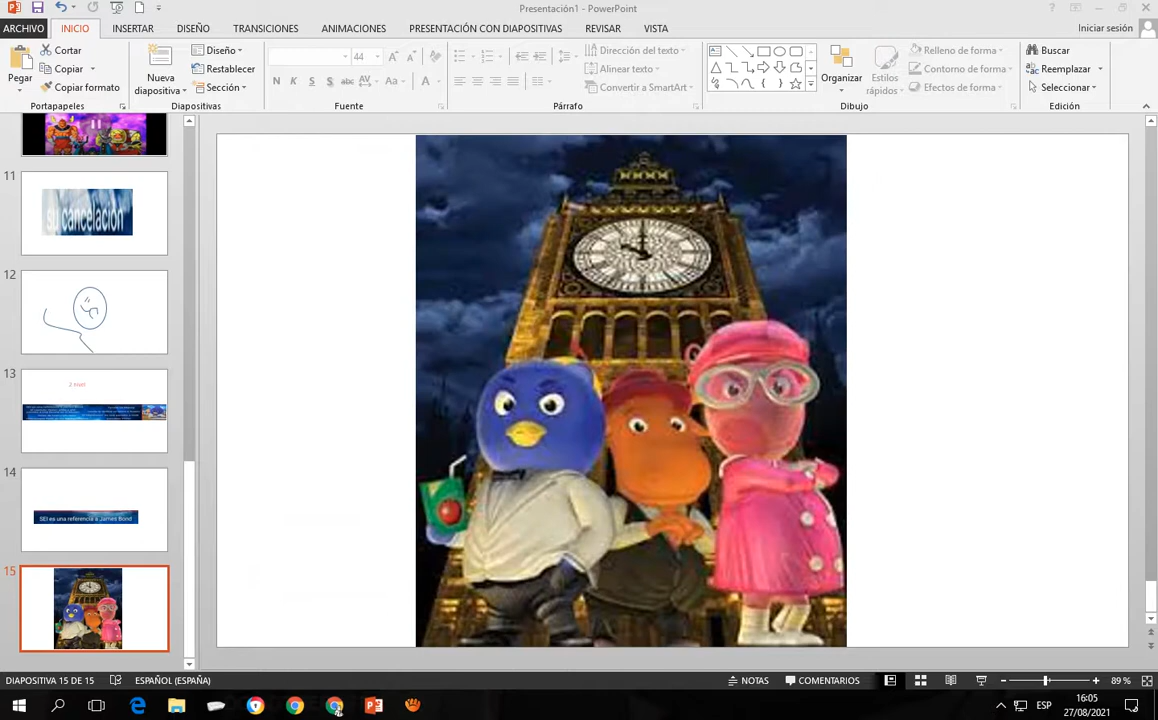 Presentación1 - PowerPoint
ARCHIVO INICIO INSERTAR DISEÑO TRANSICIONES ANIMACIONES PRESENTACIÓN CON DIAPOSITIVAS REVISAR VISTA Iniciar sesión
Pegar
Cortar
Copiar
Copiar formato
Portapapeles
Nueva
diapositiva
Diseño
Restablecer
Sección
Diapositivas
44
N K S S abc AV Aa A
Fuente
Dirección del texto
Alinear texto
Convertir a SmartArt
Párrafo
Organizar
Estilos
rápidos
Relleno de forma
Contorno de forma
Efectos de forma
Dibujo
Buscar
Reemplazar
Seleccionar
Edición
11
su cancelación
12
13
14
SEI es una referencia a James Bond
15
DIAPOSITIVA 15 DE 15 ESPAÑOL (ESPAÑA) NOTAS COMENTARIOS 89 %
ESP
16:05
27/08/2021